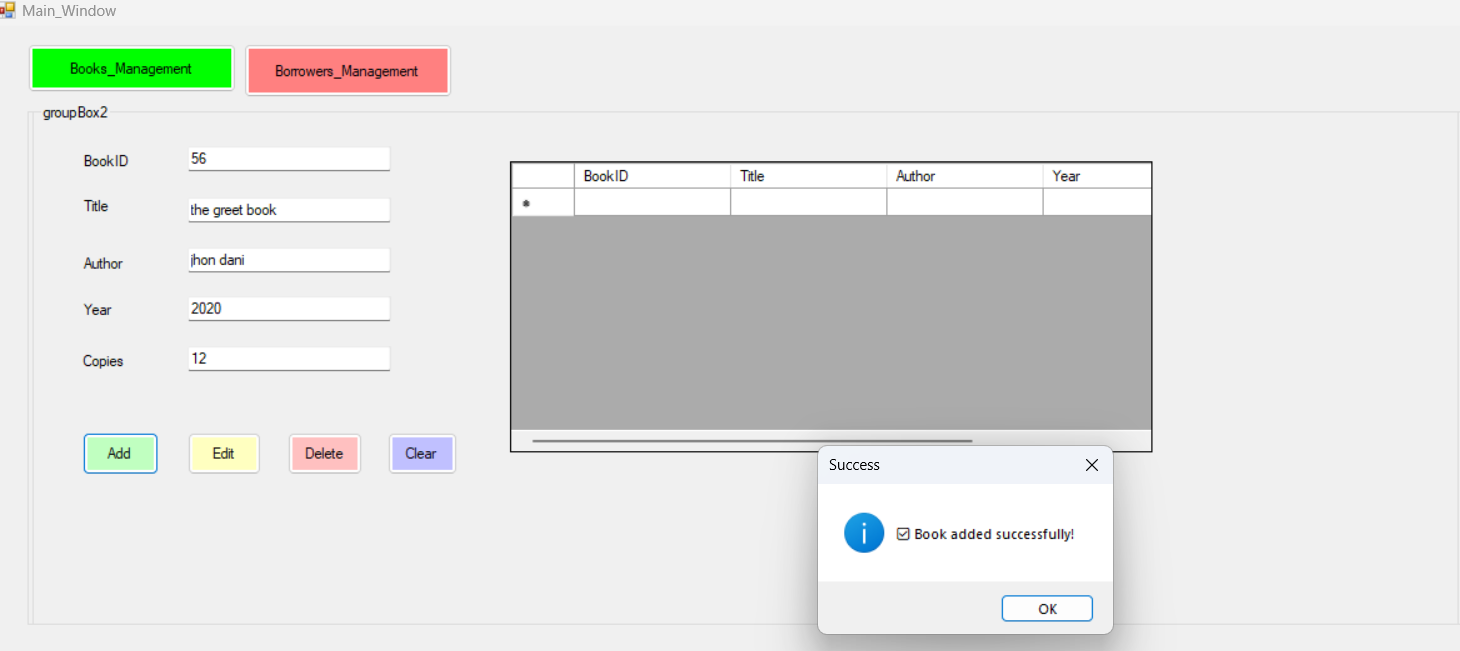 Main_Window
Books_Management
Borrowers_Management
groupBox2
BookID
56
Title
the greet book
Author
jhon dani
Year
2020
Copies
12
Add
Edit
Delete
Clear
BookID Title Author Year
Success
Book added successfully!
OK